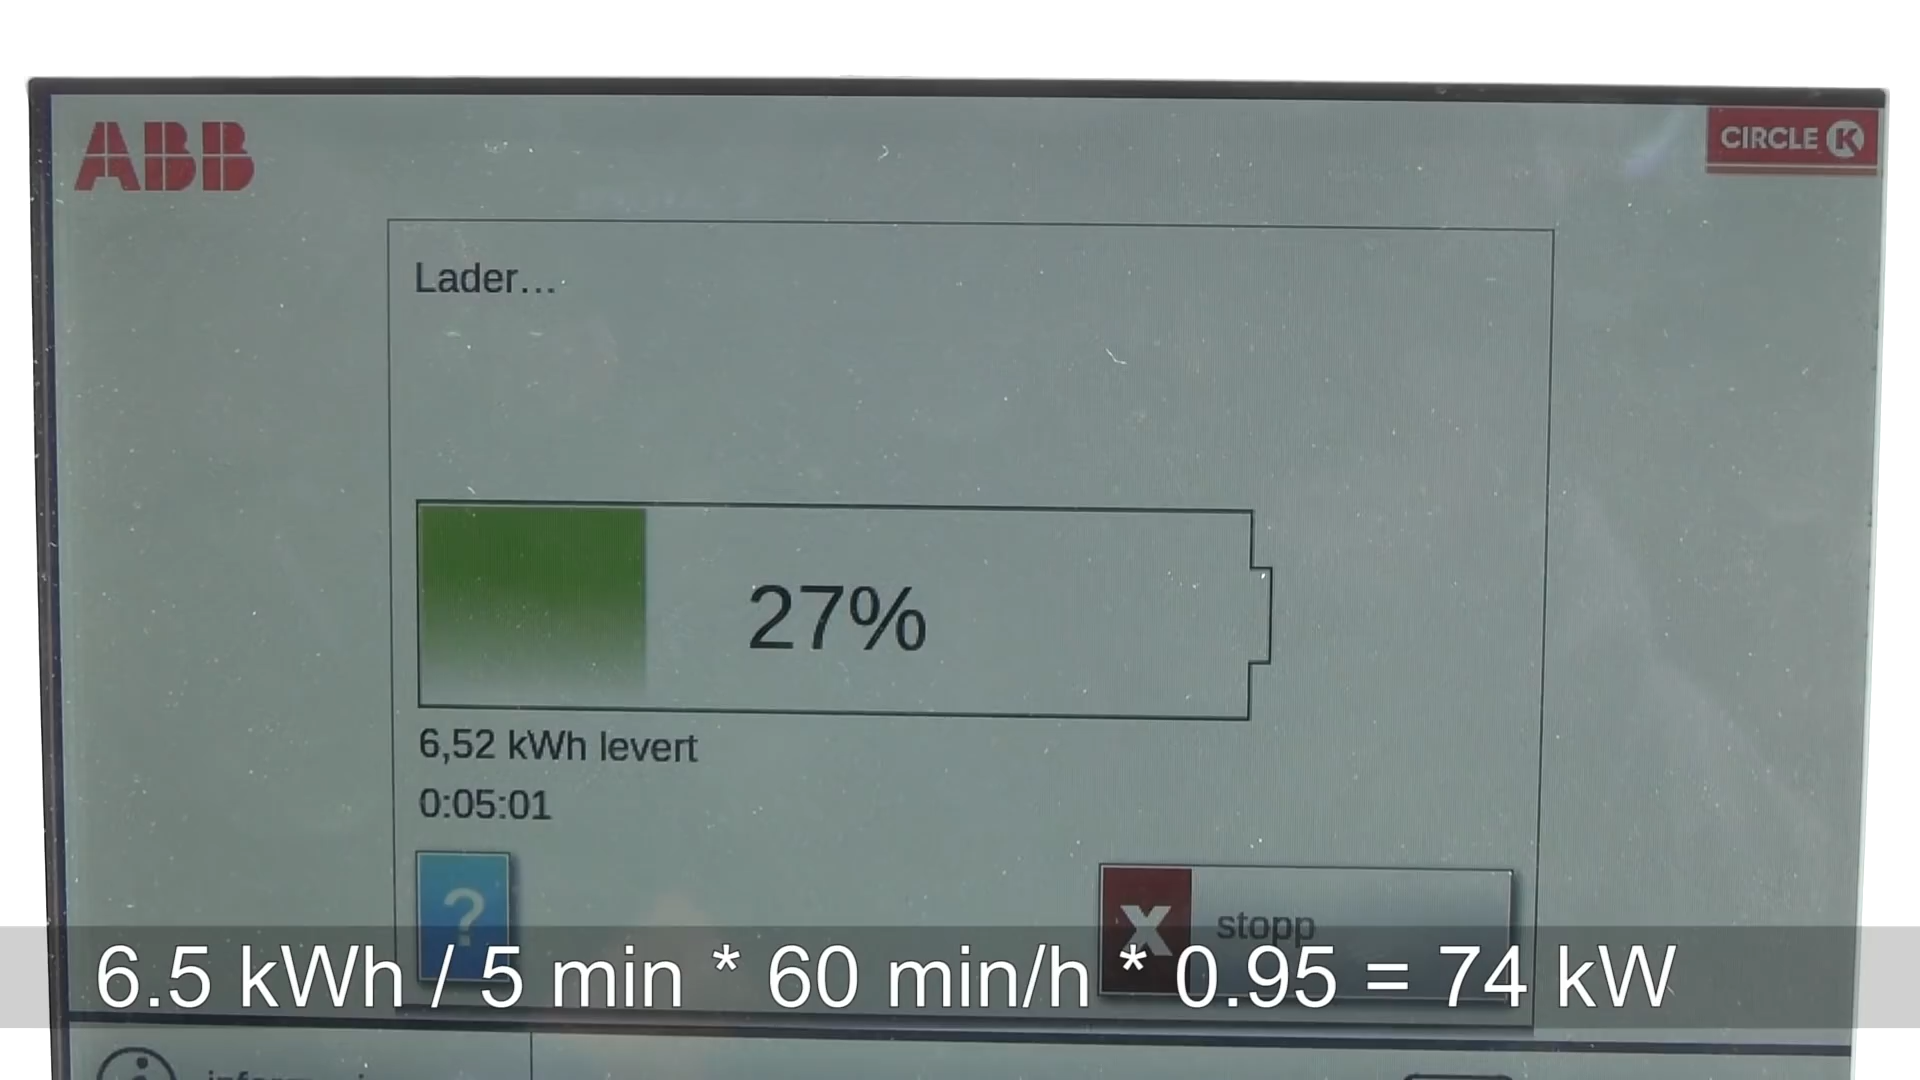 ABB
CIRCLE K
Lader...
27%
6,52 kWh levert
0:05:01
?
X stopp
6.5 kWh / 5 min * 60 min/h * 0.95 = 74 kW